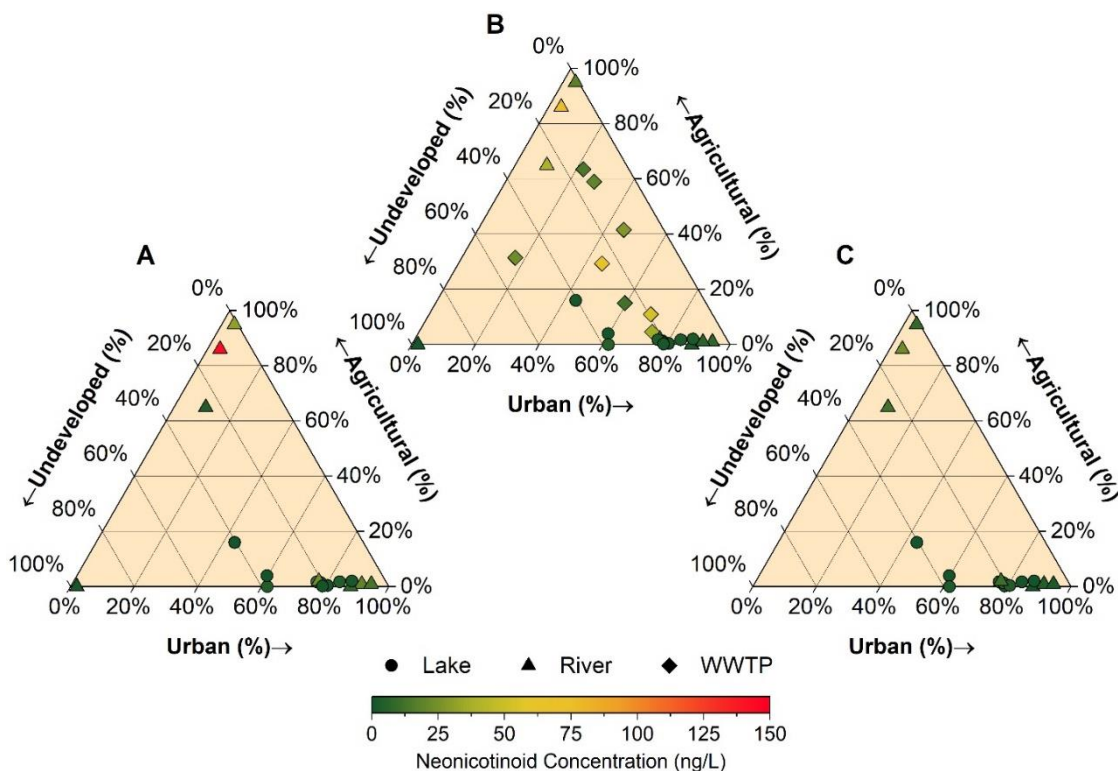 B
0%
100%
20%
80%
40%
60%
60%
40%
80%
20%
100%
0%
0% 20% 40% 60% 80% 100%
←Undeveloped (%)
←Agricultural (%)
Urban (%)→
A
0%
100%
20%
80%
40%
60%
60%
40%
80%
20%
100%
0%
0% 20% 40% 60% 80% 100%
←Undeveloped (%)
←Agricultural (%)
Urban (%)→
C
0%
100%
20%
80%
40%
60%
60%
40%
80%
20%
100%
0%
0% 20% 40% 60% 80% 100%
←Undeveloped (%)
←Agricultural (%)
Urban (%)→
Lake River WWTP
0 25 50 75 100 125 150
Neonicotinoid Concentration (ng/L)